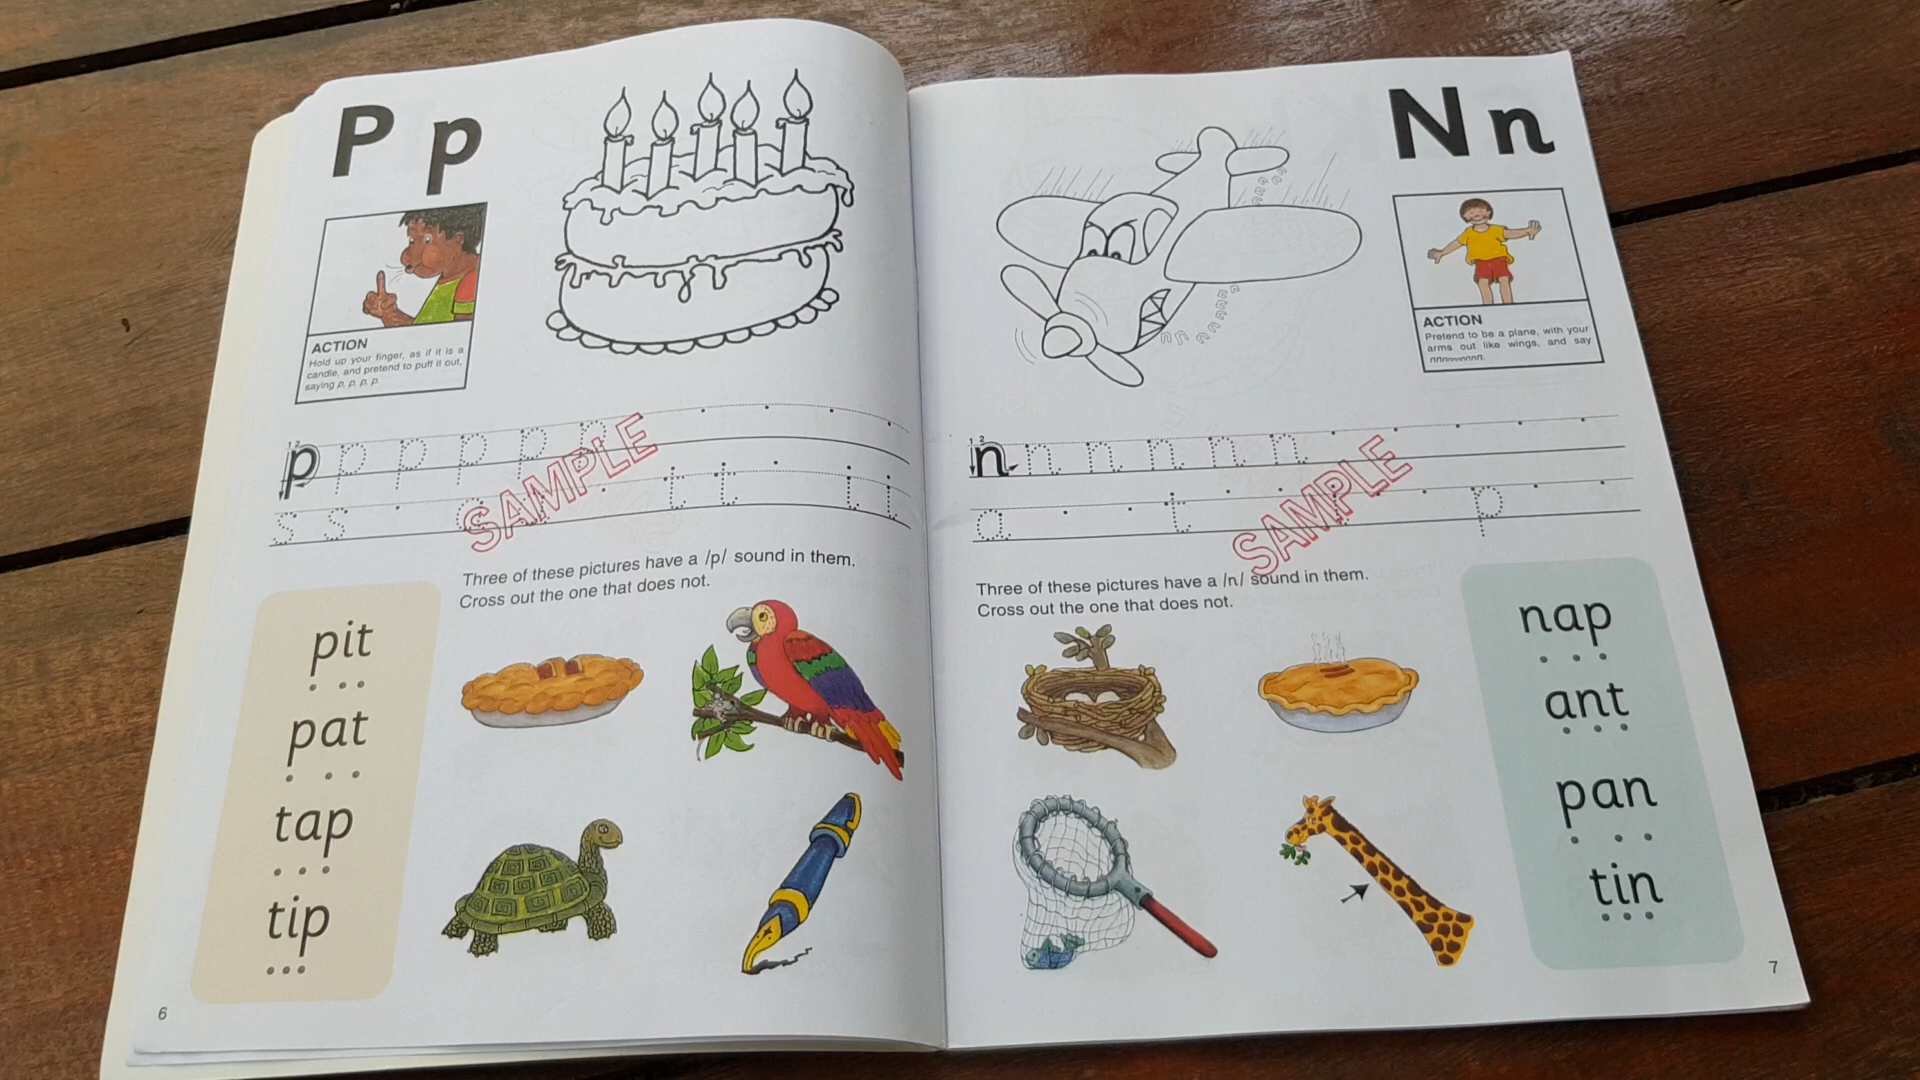 P p
ACTION
Hold up your finger, as if it is a
candle, and pretend to puff it out,
saying p, p, p, p.
p p p p p p
s s t t i i
SAMPLE
Three of these pictures have a /p/ sound in them.
Cross out the one that does not.
pit
pat
tap
tip
6
N n
ACTION
Pretend to be a plane, with your
arms out like wings, and say
n n n n n n
a t p
SAMPLE
Three of these pictures have a /n/ sound in them.
Cross out the one that does not.
nap
ant
pan
tin
7